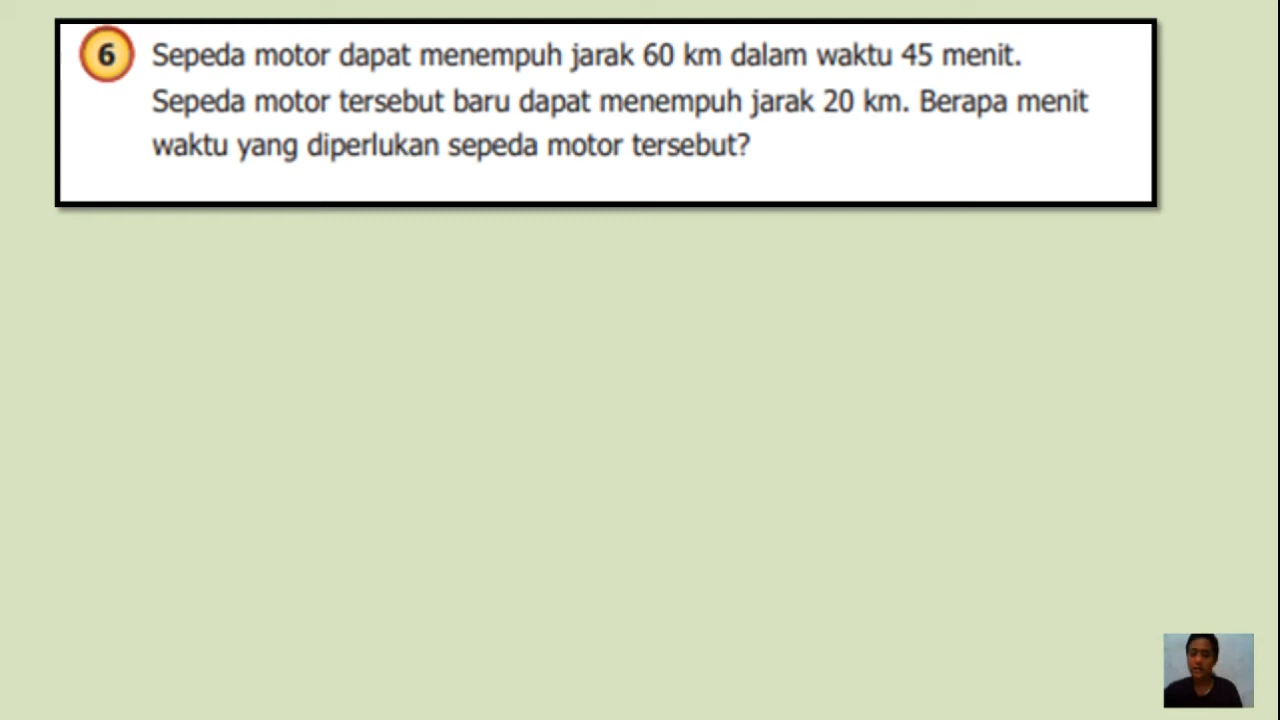 6 Sepeda motor dapat menempuh jarak 60 km dalam waktu 45 menit.
Sepeda motor tersebut baru dapat menempuh jarak 20 km. Berapa menit
waktu yang diperlukan sepeda motor tersebut?